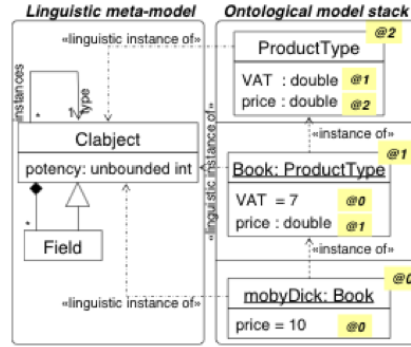 Linguistic meta-model
Ontological model stack
instances
*
1
type
Clabject
potency: unbounded int
*
Field
«linguistic instance of»
«linguistic instance of»
«linguistic instance of»
@2
ProductType
VAT : double @1
price : double @2
«instance of»
@1
Book: ProductType
VAT = 7 @0
price : double @1
«instance of»
@0
mobyDick: Book
price = 10 @0